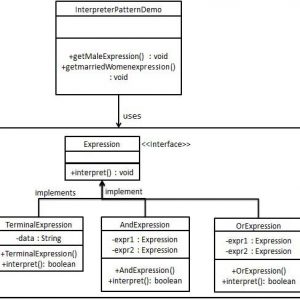 InterpreterPatternDemo
+getMaleExpression() : void
+getmarriedWomenexpression()
: void
uses
Expression
<<Interface>>
+interpret() : void
implements
implement
TerminalExpression
-data : String
+TerminalExpression()
+interpret(): boolean
AndExpression
-expr1 : Expression
-expr2 : Expression
+AndExpression()
+interpret(): boolean
OrExpression
-expr1 : Expression
-expr2 : Expression
+OrExpression()
+interpret(): boolean